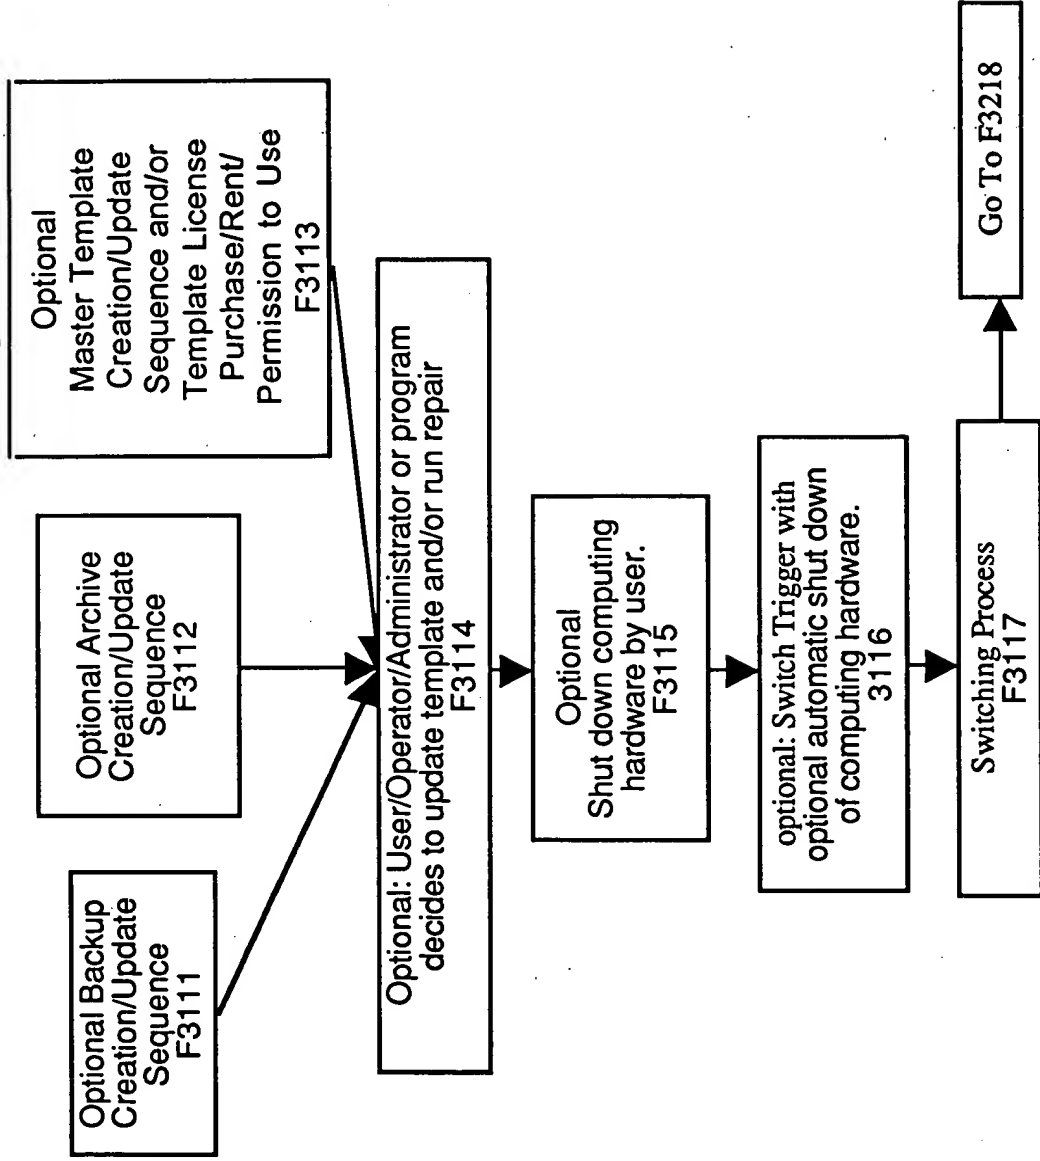 Optional Backup
Creation/Update
Sequence
F3111
Optional Archive
Creation/Update
Sequence
F3112
Optional
Master Template
Creation/Update
Sequence and/or
Template License
Purchase/Rent/
Permission to Use
F3113
Optional: User/Operator/Administrator or program
decides to update template and/or run repair
F3114
Optional
Shut down computing
hardware by user.
F3115
optional: Switch Trigger with
optional automatic shut down
of computing hardware.
3116
Switching Process
F3117
Go To F3218